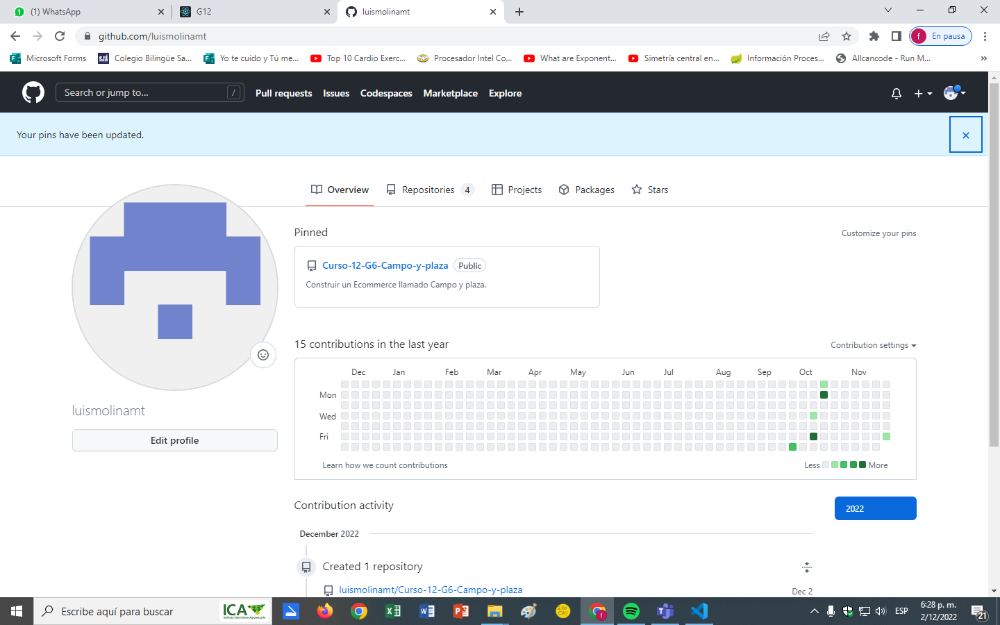 (1) WhatsApp
G12
luismolinamt
github.com/luismolinamt
f
En pausa
Microsoft Forms
Colegio Bilingüe Sa...
Yo te cuido y Tú me...
Top 10 Cardio Exerc...
Procesador Intel Co...
What are Exponent...
Simetría central en...
Información Proces...
Allcancode - Run M...
»
Search or jump to...
/
Pull requests
Issues
Codespaces
Marketplace
Explore
Your pins have been updated.
Overview
Repositories 4
Projects
Packages
Stars
Pinned
Customize your pins
Curso-12-G6-Campo-y-plaza Public
Construir un Ecommerce llamado Campo y plaza.
luismolinamt
Edit profile
15 contributions in the last year
Contribution settings
Dec Jan Feb Mar Apr May Jun Jul Aug Sep Oct Nov
Mon
Wed
Fri
Learn how we count contributions
Less More
Contribution activity
2022
December 2022
Created 1 repository
luismolinamt/Curso-12-G6-Campo-y-plaza
Dec 2
Escribe aquí para buscar
ICA
ESP
6:28 p. m.
2/12/2022
21